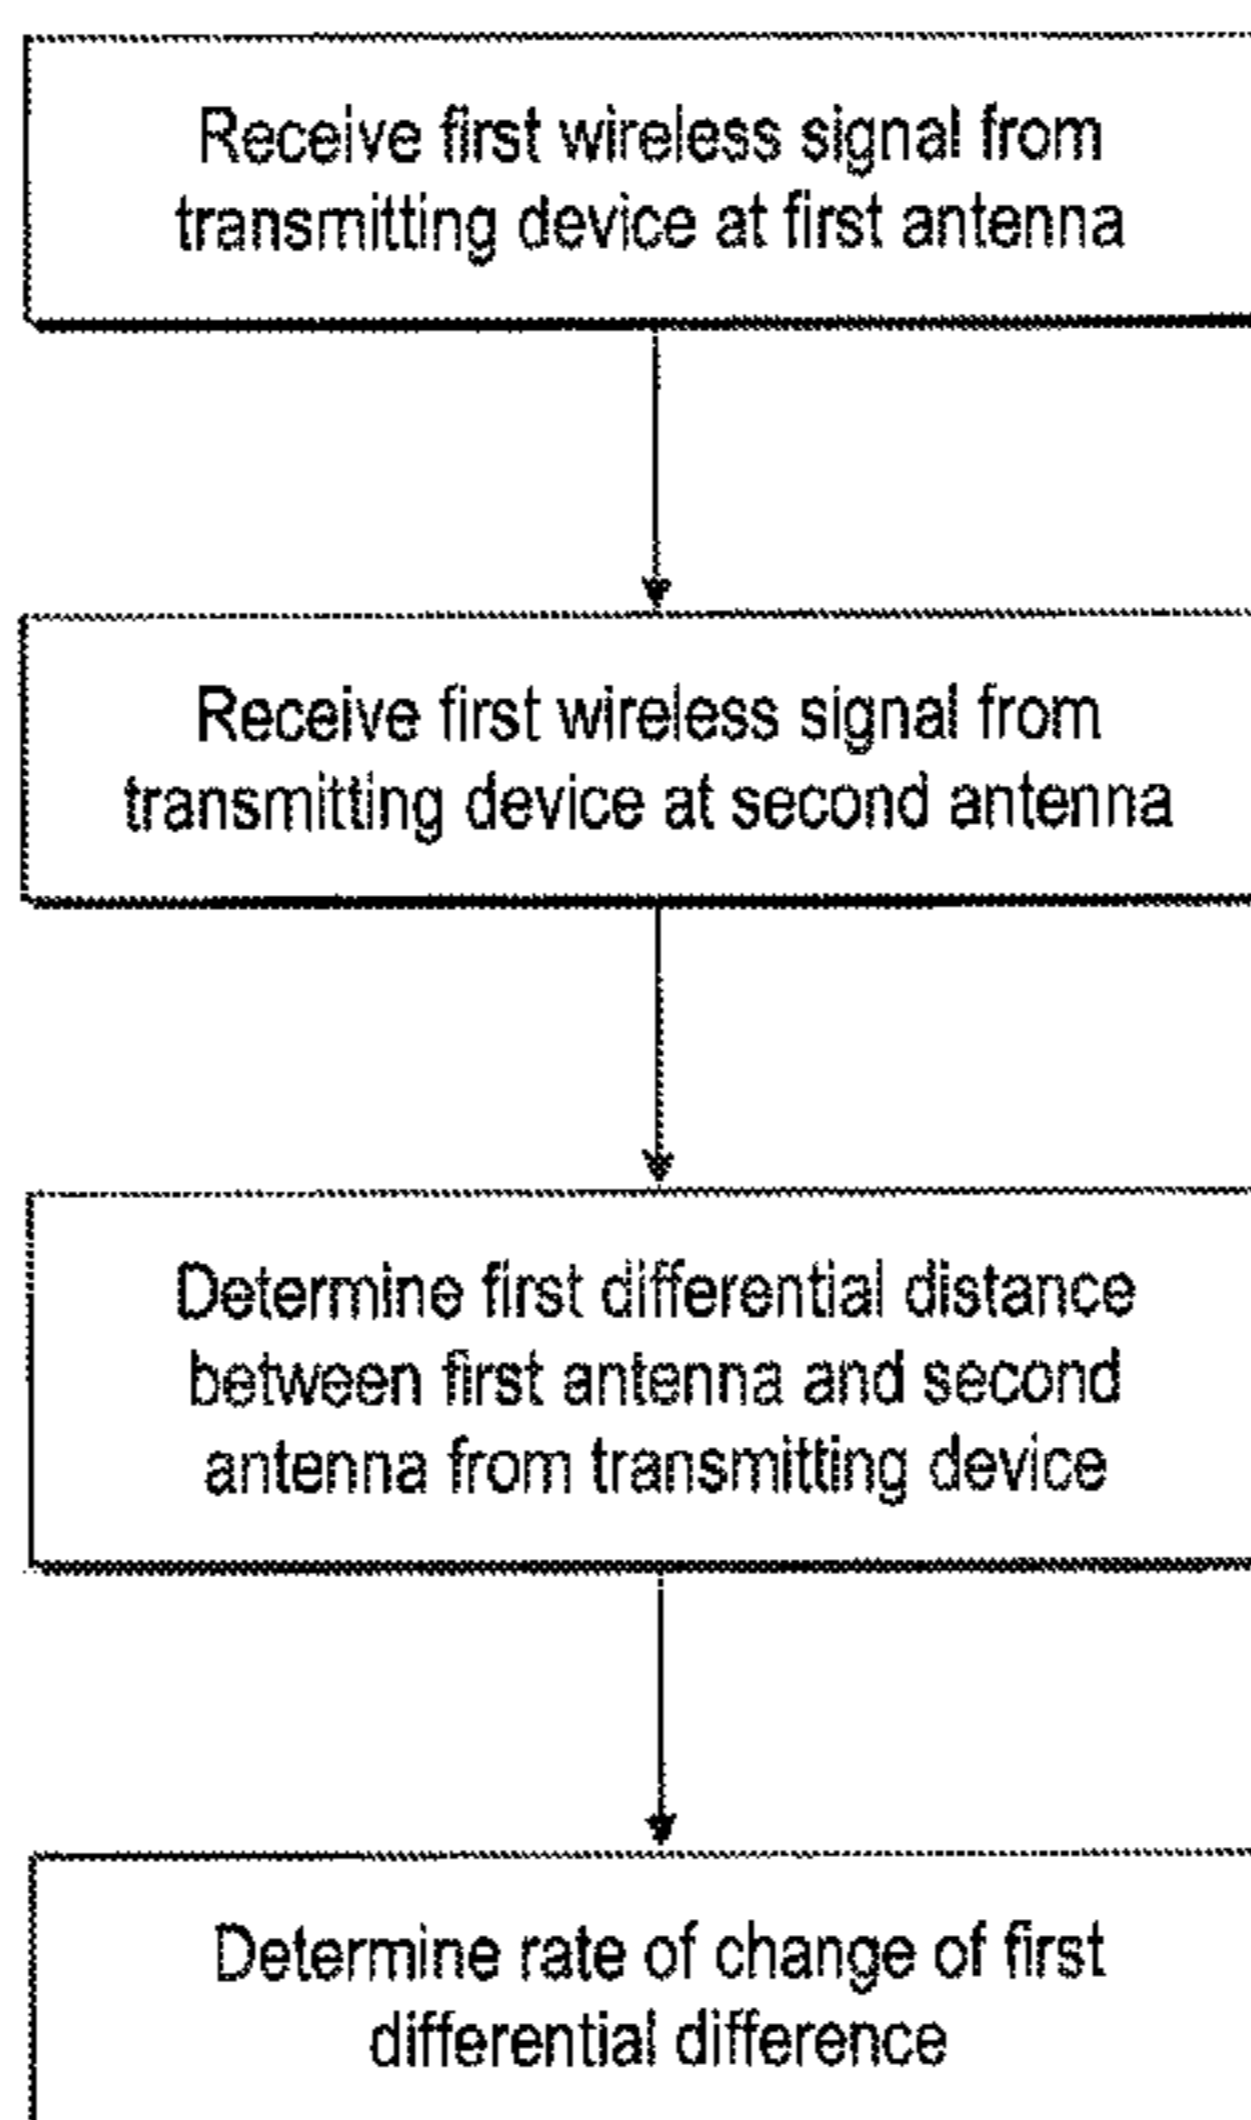 Receive first wireless signal from
transmitting device at first antenna
Receive first wireless signal from
transmitting device at second antenna
Determine first differential distance
between first antenna and second
antenna from transmitting device
Determine rate of change of first
differential difference